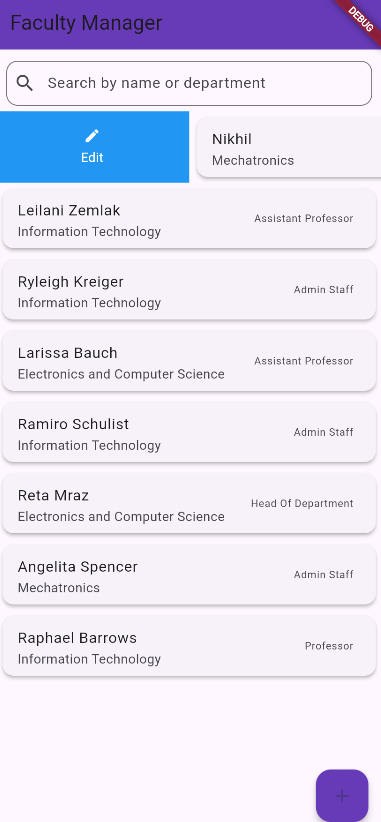 Faculty Manager
DEBUG
Search by name or department
Edit
Nikhil
Mechatronics
Leilani Zemlak
Information Technology
Assistant Professor
Ryleigh Kreiger
Information Technology
Admin Staff
Larissa Bauch
Electronics and Computer Science
Assistant Professor
Ramiro Schulist
Information Technology
Admin Staff
Reta Mraz
Electronics and Computer Science
Head Of Department
Angelita Spencer
Mechatronics
Admin Staff
Raphael Barrows
Information Technology
Professor